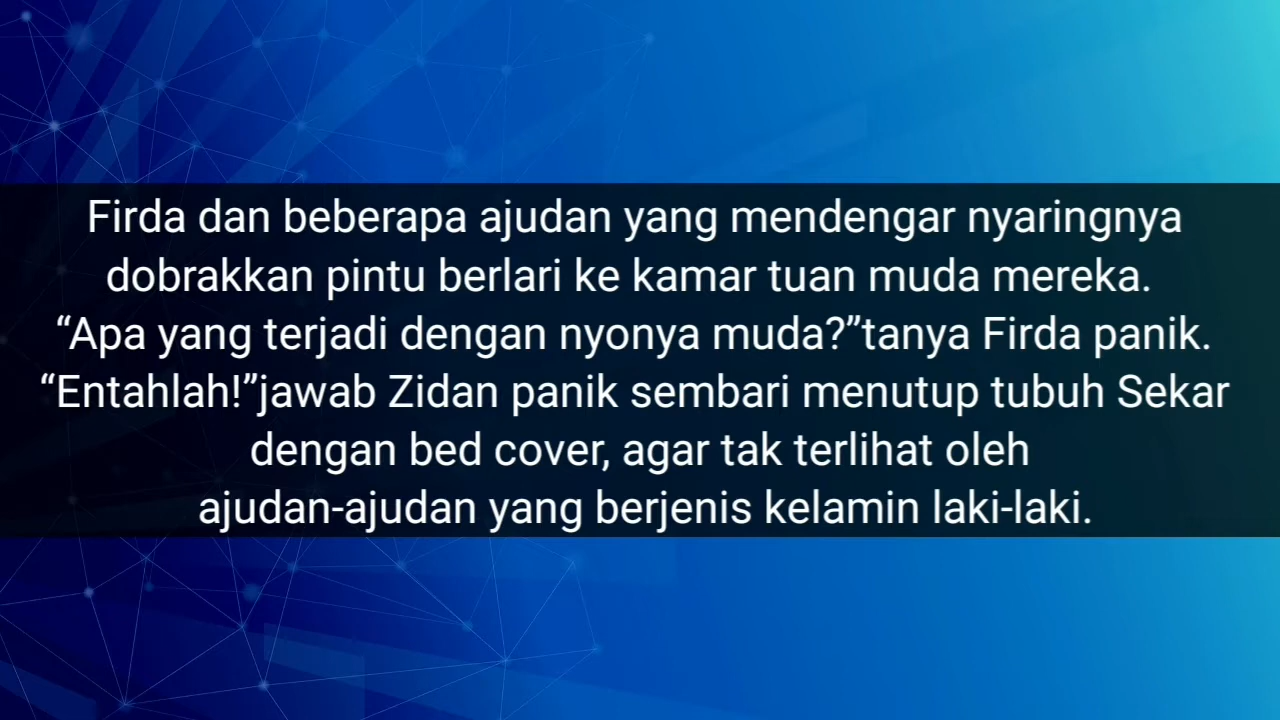 Firda dan beberapa ajudan yang mendengar nyaringnya
dobrakkan pintu berlari ke kamar tuan muda mereka.
“Apa yang terjadi dengan nyonya muda?”tanya Firda panik.
“Entahlah!”jawab Zidan panik sembari menutup tubuh Sekar
dengan bed cover, agar tak terlihat oleh
ajudan-ajudan yang berjenis kelamin laki-laki.